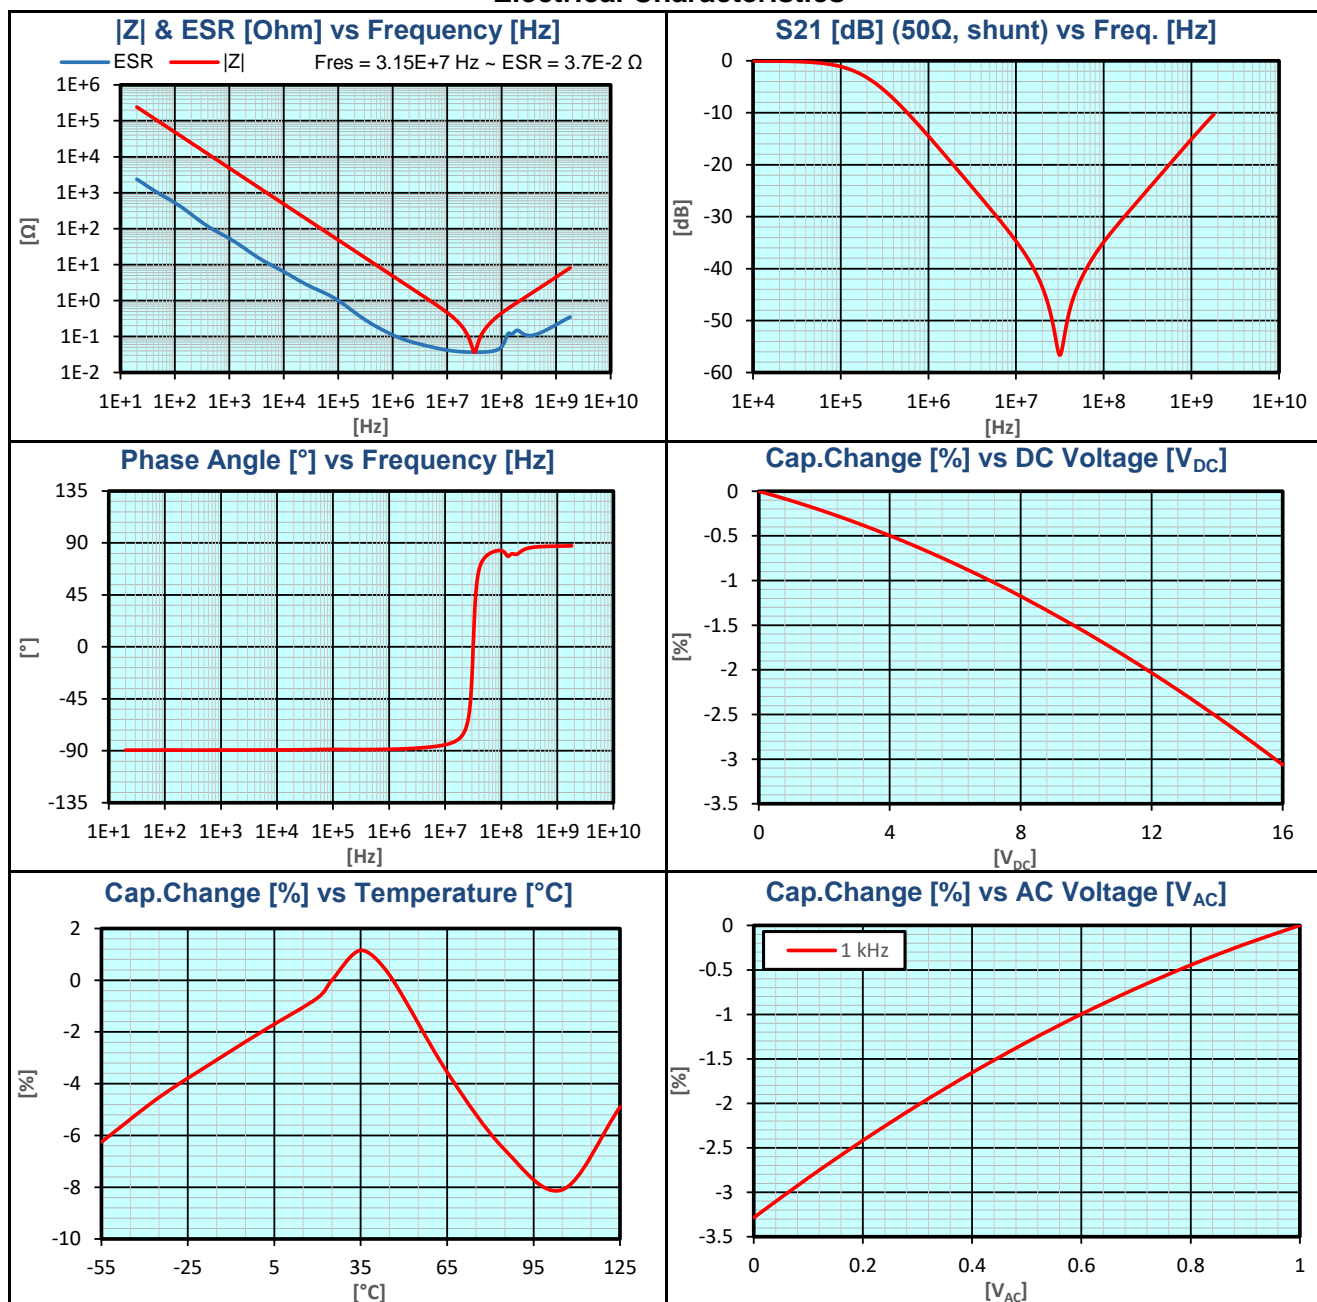 |Z| & ESR [Ohm] vs Frequency [Hz]
ESR |Z| Fres = 3.15E+7 Hz ~ ESR = 3.7E-2 Ω
1E+6
1E+5
1E+4
1E+3
1E+2
1E+1
1E+0
1E-1
1E-2
[Ω]
1E+1 1E+2 1E+3 1E+4 1E+5 1E+6 1E+7 1E+8 1E+9 1E+10
[Hz]
S21 [dB] (50Ω, shunt) vs Freq. [Hz]
0
-10
-20
-30
-40
-50
-60
[dB]
1E+4 1E+5 1E+6 1E+7 1E+8 1E+9 1E+10
[Hz]
Phase Angle [°] vs Frequency [Hz]
135
90
45
0
-45
-90
-135
[°]
1E+1 1E+2 1E+3 1E+4 1E+5 1E+6 1E+7 1E+8 1E+9 1E+10
[Hz]
Cap.Change [%] vs DC Voltage [VDC]
0
-0.5
-1
-1.5
-2
-2.5
-3
-3.5
[%]
0 4 8 12 16
[VDC]
Cap.Change [%] vs Temperature [°C]
2
0
-2
-4
-6
-8
-10
[%]
-55 -25 5 35 65 95 125
[°C]
Cap.Change [%] vs AC Voltage [VAC]
1 kHz
0
-0.5
-1
-1.5
-2
-2.5
-3
-3.5
[%]
0 0.2 0.4 0.6 0.8 1
[VAC]